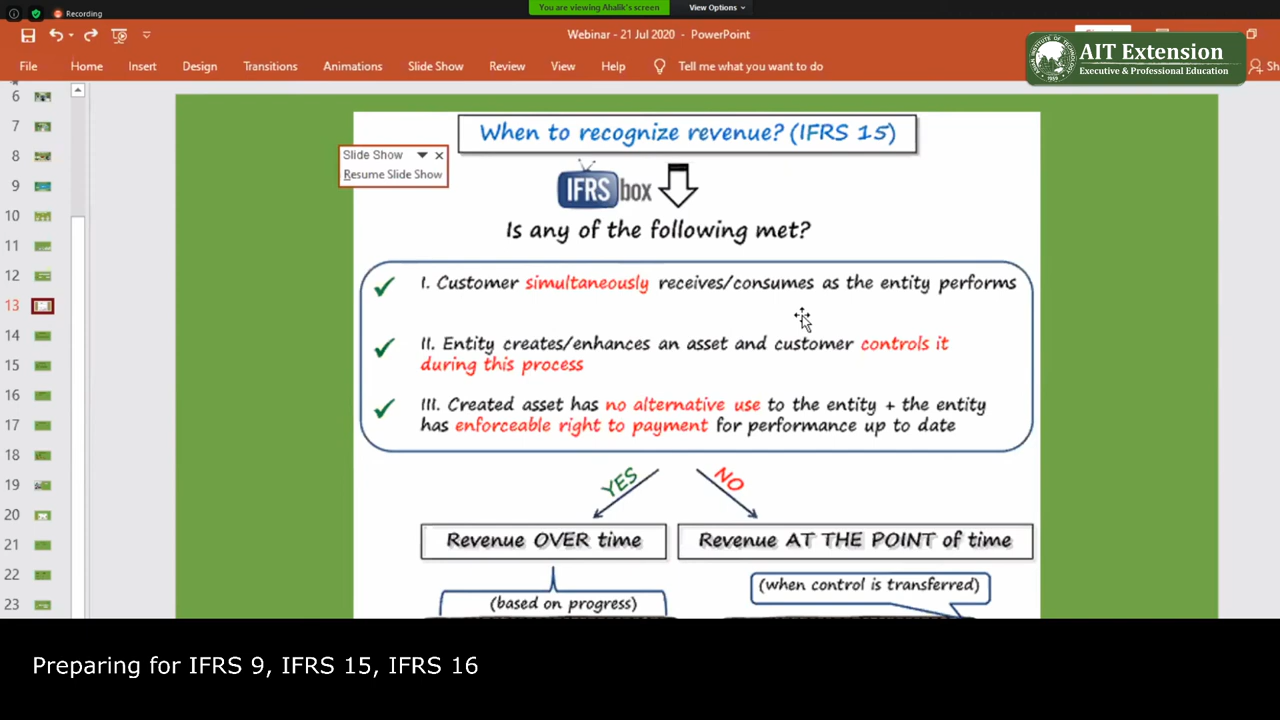 Recording
You are viewing Ahalik's screen
View Options
Webinar - 21 Jul 2020 - PowerPoint
File
Home
Insert
Design
Transitions
Animations
Slide Show
Review
View
Help
Tell me what you want to do
AIT Extension
Executive & Professional Education
6
7
8
9
10
11
12
13
14
15
16
17
18
19
20
21
22
23
Slide Show
Resume Slide Show
When to recognize revenue? (IFRS 15)
IFRS box
Is any of the following met?
I. Customer simultaneously receives/consumes as the entity performs
II. Entity creates/enhances an asset and customer controls it
during this process
III. Created asset has no alternative use to the entity + the entity
has enforceable right to payment for performance up to date
YES
NO
Revenue OVER time
Revenue AT THE POINT of time
(based on progress)
(when control is transferred)
Preparing for IFRS 9, IFRS 15, IFRS 16